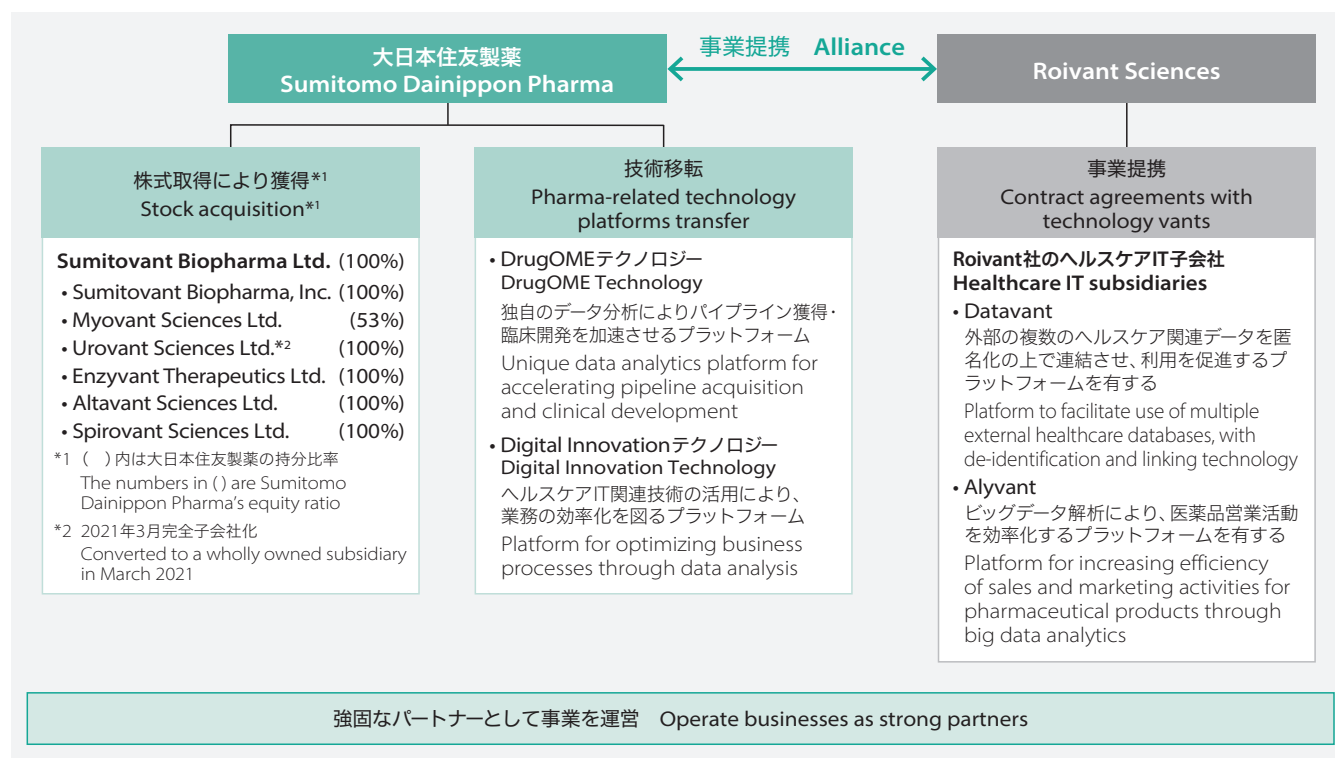 大日本住友製薬
Sumitomo Dainippon Pharma
事業提携 Alliance
Roivant Sciences
株式取得により獲得*1
Stock acquisition*1
Sumitovant Biopharma Ltd. (100%)
• Sumitovant Biopharma, Inc. (100%)
• Myovant Sciences Ltd. (53%)
• Urovant Sciences Ltd.*2 (100%)
• Enzyvant Therapeutics Ltd. (100%)
• Altavant Sciences Ltd. (100%)
• Spirovant Sciences Ltd. (100%)
*1 ( )内は大日本住友製薬の持分比率
The numbers in ( ) are Sumitomo
Dainippon Pharma's equity ratio
*2 2021年3月完全子会社化
Converted to a wholly owned subsidiary
in March 2021
技術移転
Pharma-related technology
platforms transfer
• DrugOMEテクノロジー
DrugOME Technology
独自のデータ分析によりパイプライン獲得・
臨床開発を加速させるプラットフォーム
Unique data analytics platform for
accelerating pipeline acquisition
and clinical development
• Digital Innovationテクノロジー
Digital Innovation Technology
ヘルスケアIT関連技術の活用により、
業務の効率化を図るプラットフォーム
Platform for optimizing business
processes through data analysis
事業提携
Contract agreements with
technology vants
Roivant社のヘルスケアIT子会社
Healthcare IT subsidiaries
• Datavant
外部の複数のヘルスケア関連データを匿
名化の上で連結させ、利用を促進するプ
ラットフォームを有する
Platform to facilitate use of multiple
external healthcare databases, with
de-identification and linking technology
• Alyvant
ビッグデータ解析により、医薬品営業活動
を効率化するプラットフォームを有する
Platform for increasing efficiency
of sales and marketing activities for
pharmaceutical products through
big data analytics
強固なパートナーとして事業を運営 Operate businesses as strong partners